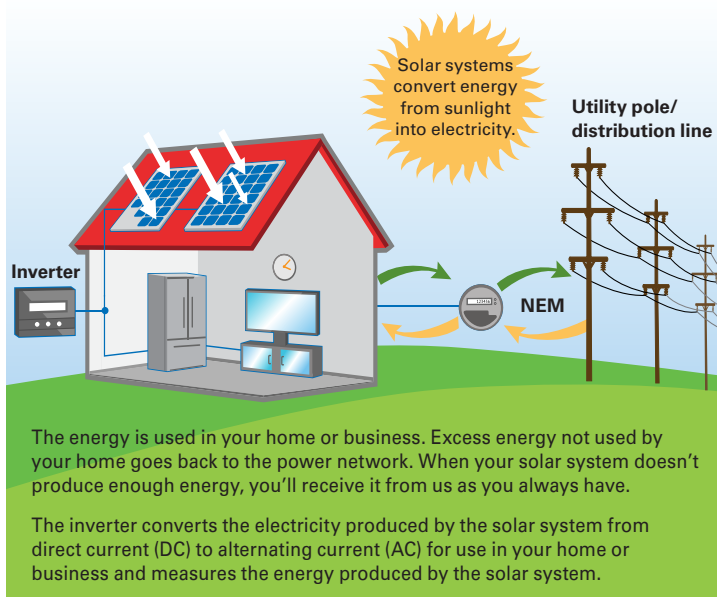 Solar systems
convert energy
from sunlight
into electricity.
Utility pole/
distribution line
Inverter
NEM
The energy is used in your home or business. Excess energy not used by
your home goes back to the power network. When your solar system doesn’t
produce enough energy, you’ll receive it from us as you always have.
The inverter converts the electricity produced by the solar system from
direct current (DC) to alternating current (AC) for use in your home or
business and measures the energy produced by the solar system.